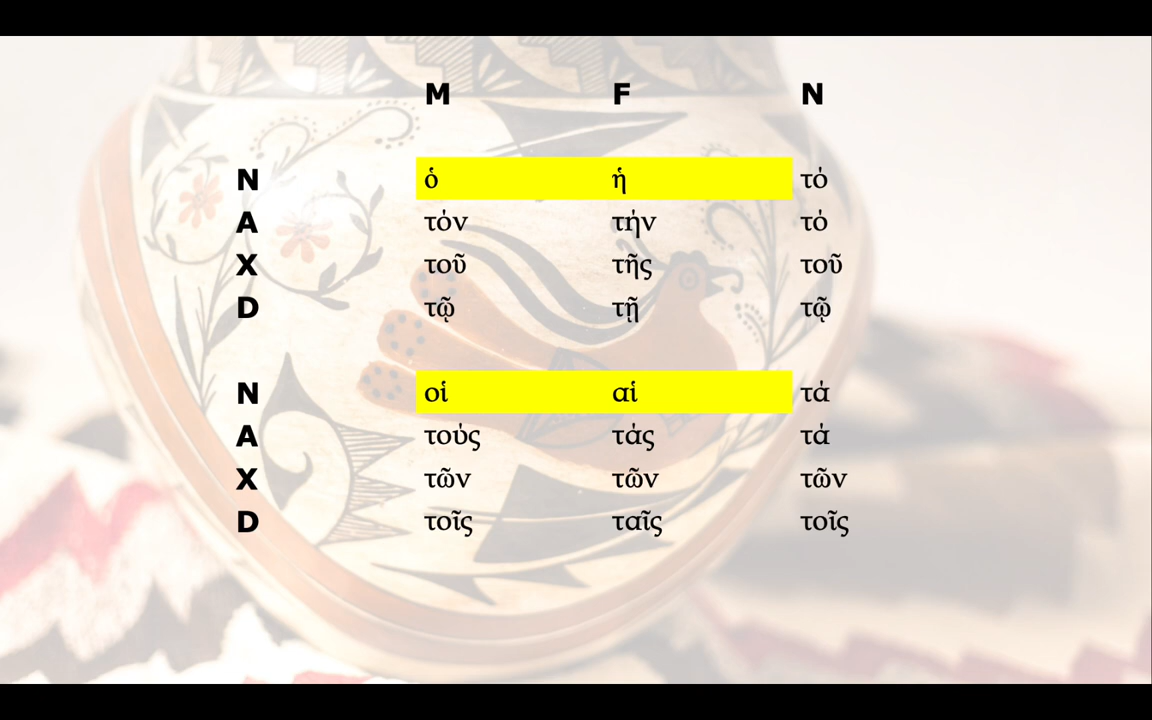 M F N
N ὁ ἡ τό
A τόν τήν τό
X τοῦ τῆς τοῦ
D τῷ τῇ τῷ
N οἱ αἱ τά
A τούς τάς τά
X τῶν τῶν τῶν
D τοῖς ταῖς τοῖς